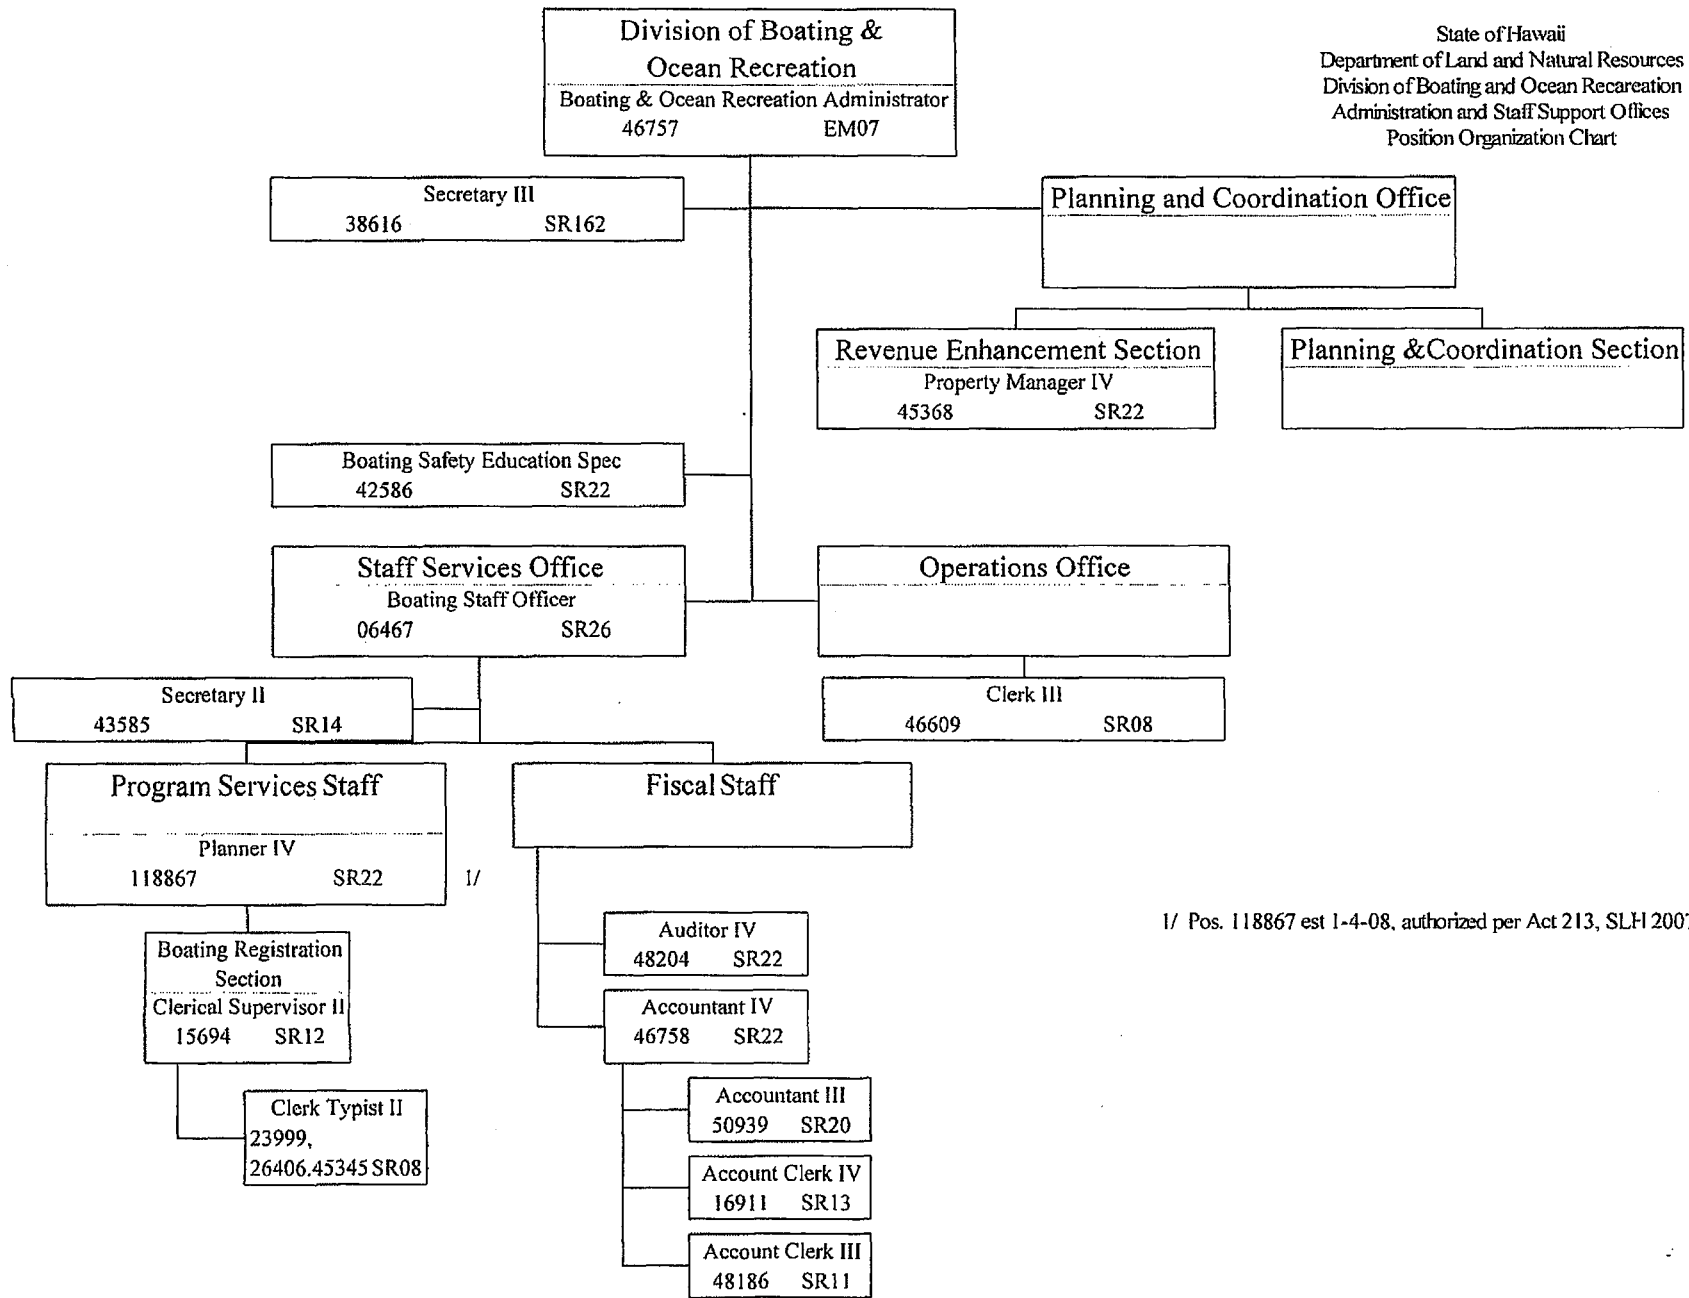 Division of Boating &
Ocean Recreation
Boating & Ocean Recreation Administrator
46757 EM07
State of Hawaii
Department of Land and Natural Resources
Division of Boating and Ocean Recareation
Administration and Staff Support Offices
Position Organization Chart
Secretary III
38616 SR162
Planning and Coordination Office
Revenue Enhancement Section
Property Manager IV
45368 SR22
Planning &Coordination Section
Boating Safety Education Spec
42586 SR22
Staff Services Office
Boating Staff Officer
06467 SR26
Operations Office
Secretary II
43585 SR14
Clerk III
46609 SR08
Program Services Staff
Planner IV
118867 SR22 1/
Fiscal Staff
1/ Pos. 118867 est 1-4-08, authorized per Act 213, SLH 2007
Boating Registration
Section
Clerical Supervisor II
15694 SR12
Clerk Typist II
23999,
26406.45345 SR08
Auditor IV
48204 SR22
Accountant IV
46758 SR22
Accountant III
50939 SR20
Account Clerk IV
16911 SR13
Account Clerk III
48186 SR11